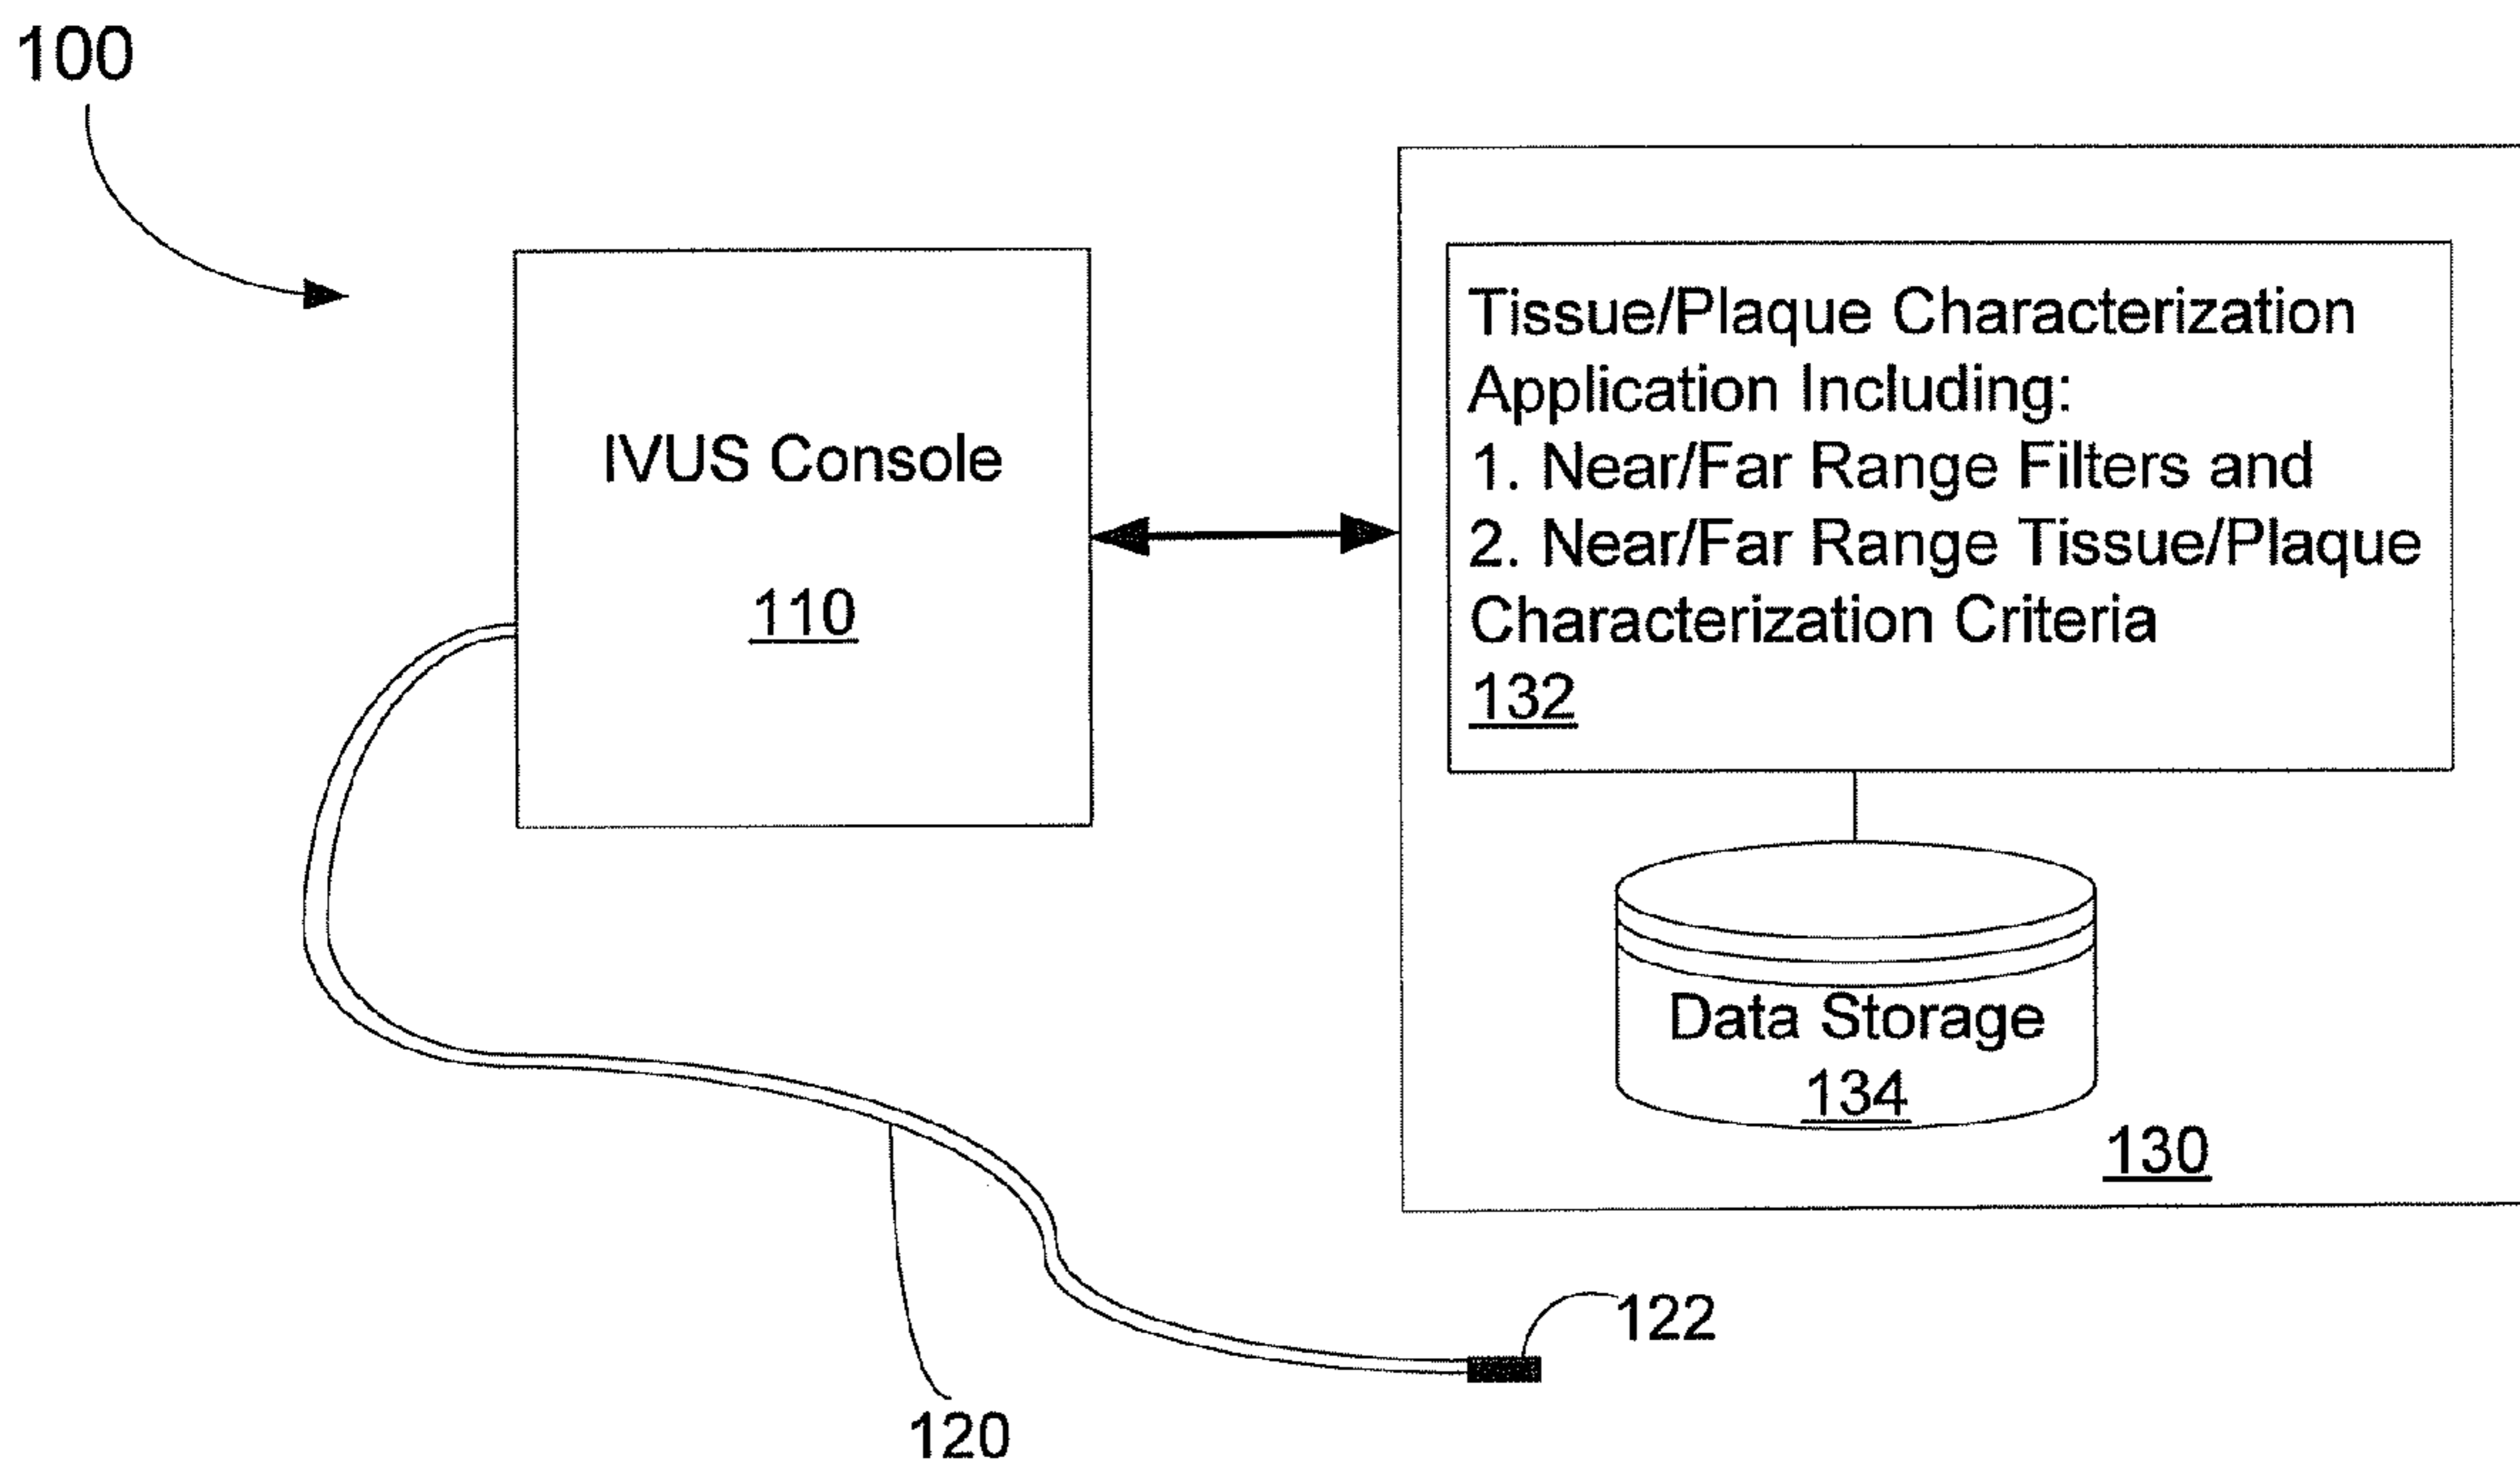 100
IVUS Console
110
Tissue/Plaque Characterization
Application Including:
1. Near/Far Range Filters and
2. Near/Far Range Tissue/Plaque
Characterization Criteria
132
Data Storage
134
130
122
120